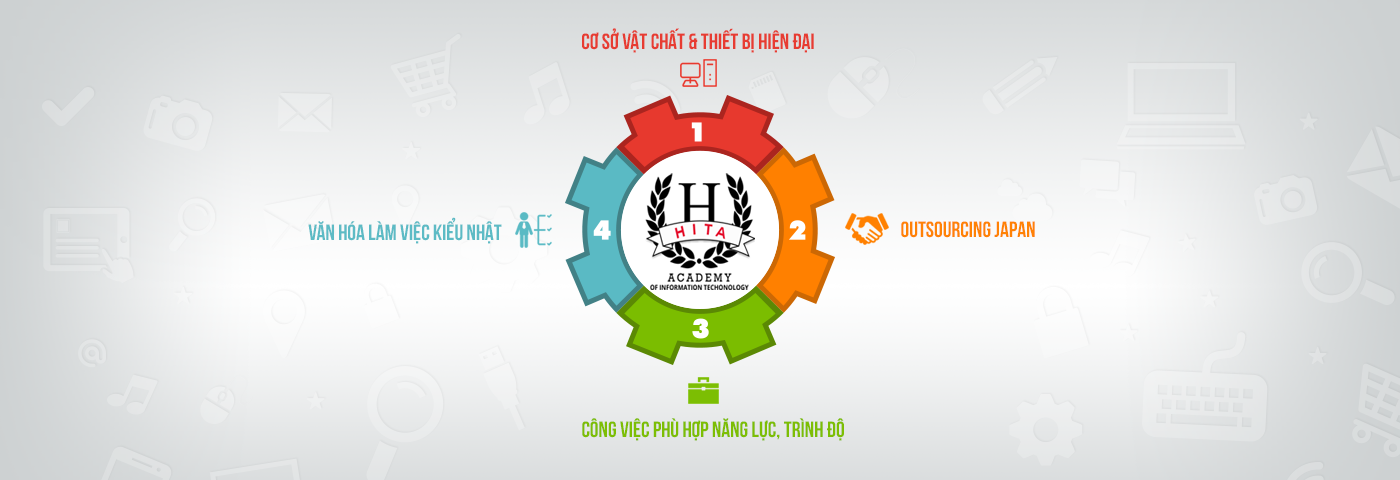 CƠ SỞ VẬT CHẤT & THIẾT BỊ HIỆN ĐẠI
1
VĂN HÓA LÀM VIỆC KIỂU NHẬT
4
H
HITA
ACADEMY
OF INFORMATION TECHONOLOGY
2
OUTSOURCING JAPAN
3
CÔNG VIỆC PHÙ HỢP NĂNG LỰC, TRÌNH ĐỘ